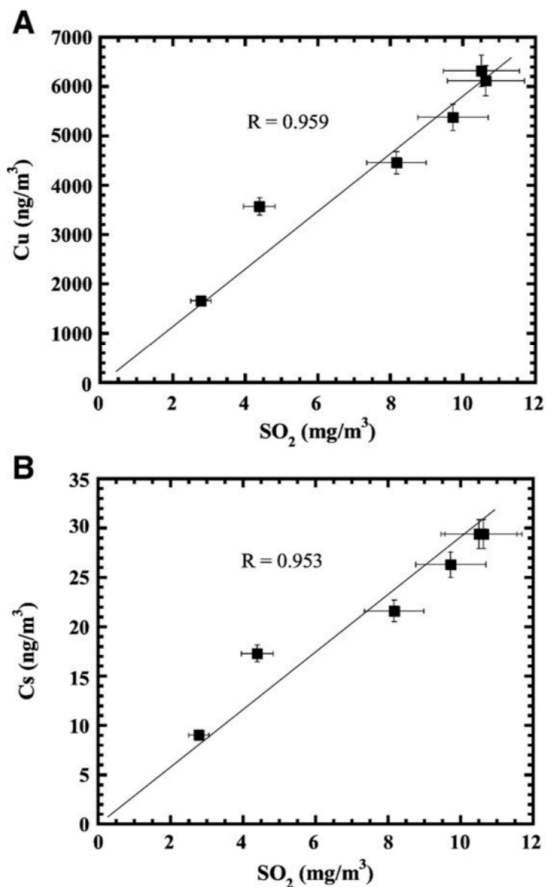 A
7000
6000
5000
4000
3000
2000
1000
0
Cu (ng/m³)
R = 0.959
0 2 4 6 8 10 12
SO₂ (mg/m³)
B
35
30
25
20
15
10
5
0
Cs (ng/m³)
R = 0.953
0 2 4 6 8 10 12
SO₂ (mg/m³)